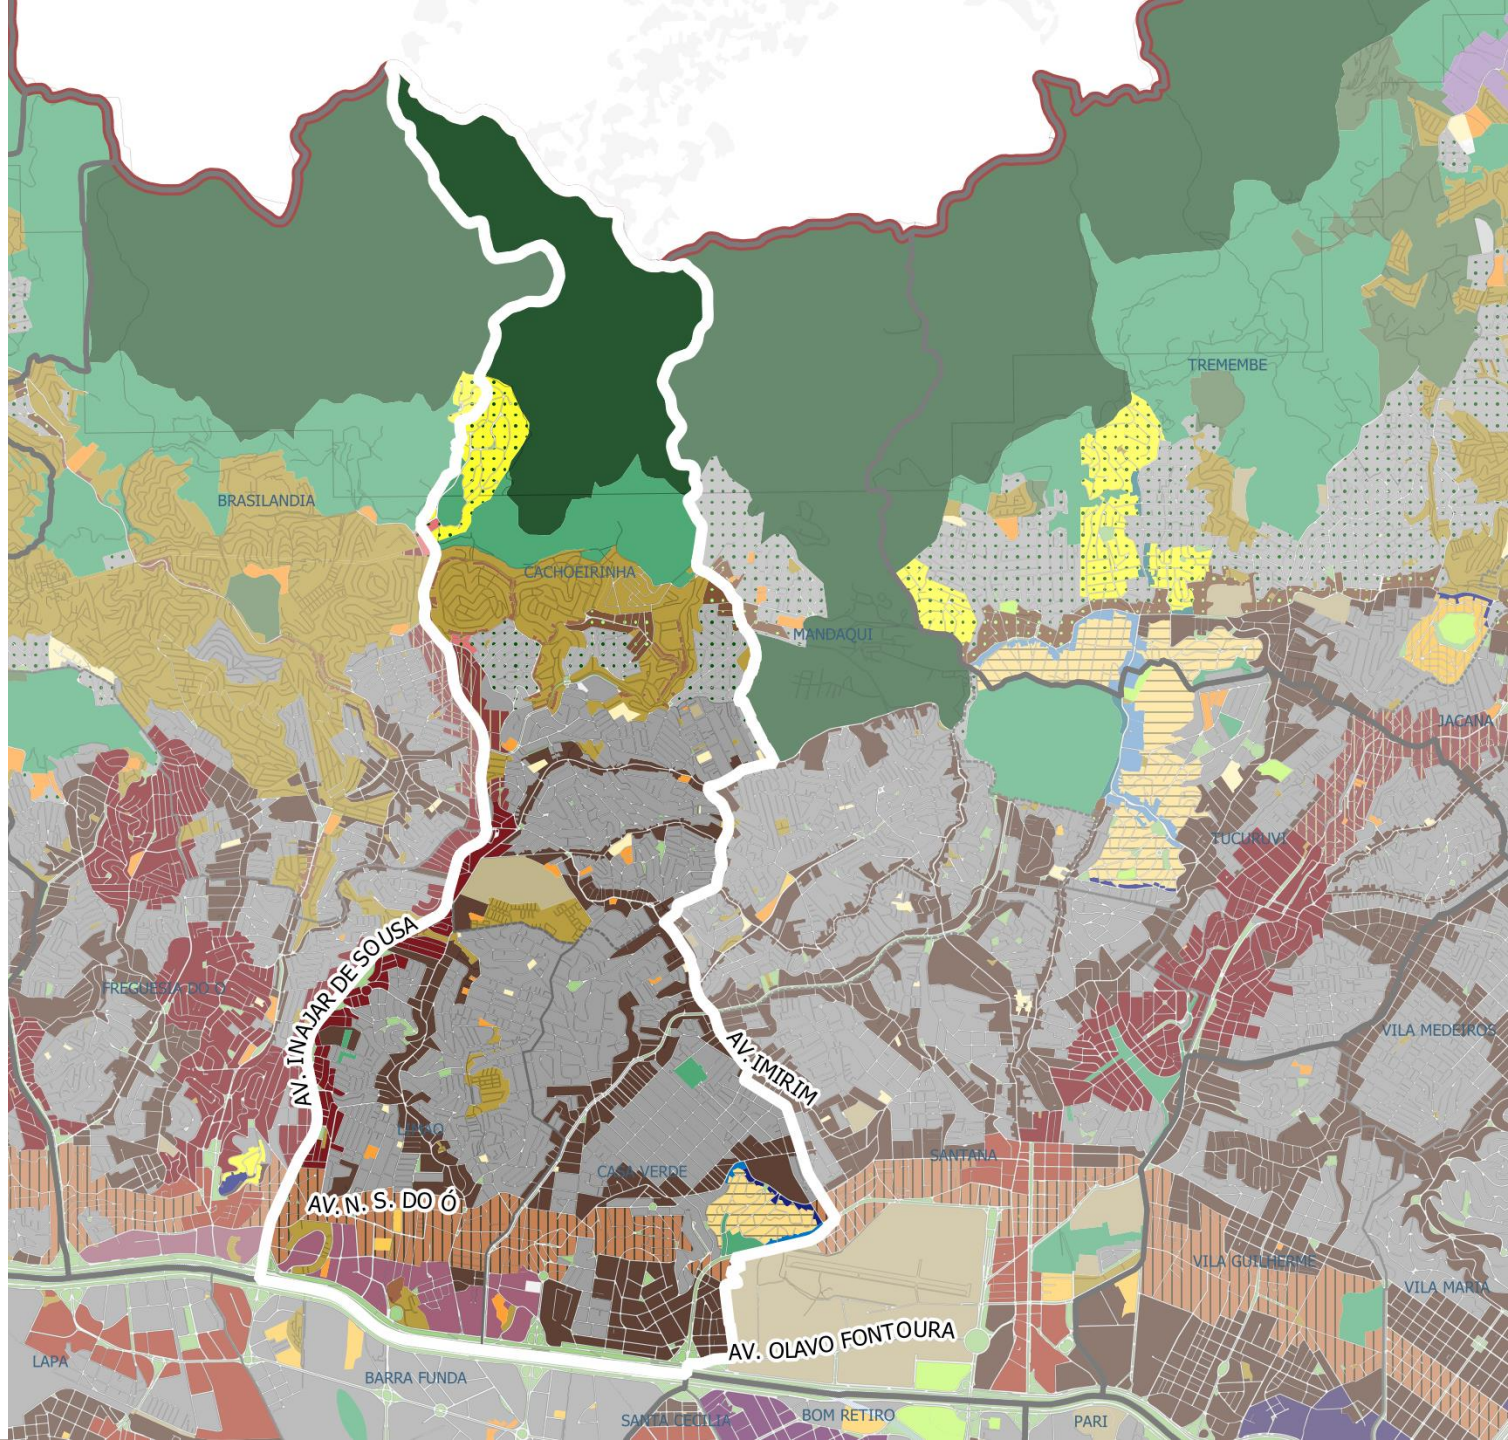 TREMEMBE
BRASILANDIA
CACHOEIRINHA
MANDAQUI
JACANA
TUCURUVI
AV. INAJAR DE SOUSA
FREGUESIA DO O
VILA MEDEIROS
AV. IMIRIM
LIMAO
SANTANA
CASA VERDE
AV. N. S. DO Ó
VILA GUILHERME
VILA MARIA
AV. OLAVO FONTOURA
LAPA
BARRA FUNDA
SANTA CECILIA
BOM RETIRO
PARI